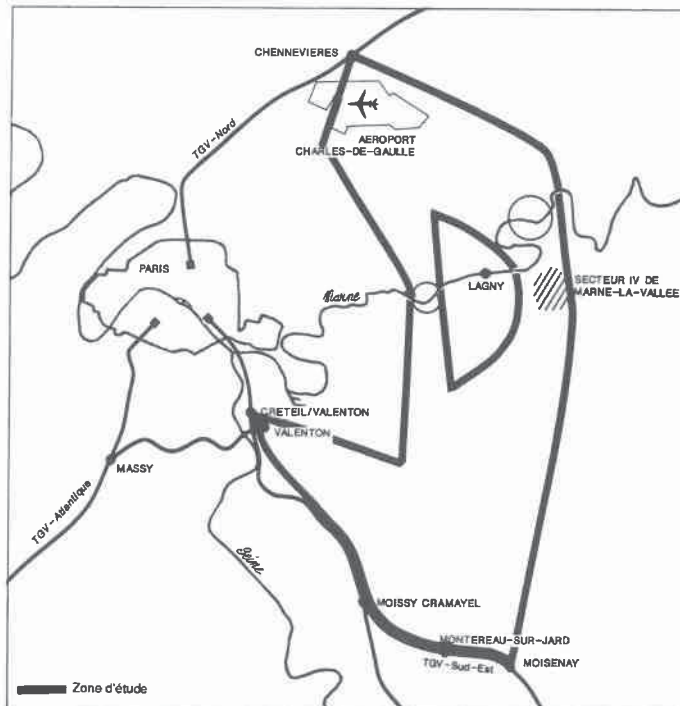 CHENNEVIERES
TGV-Nord
AEROPORT
CHARLES-DE-GAULLE
PARIS
Marne
LAGNY
SECTEUR IV DE
MARNE-LA-VALLEE
CRETEIL/VALENTON
VALENTON
MASSY
TGV-Atlantique
Seine
MOISSY CRAMAYEL
MONTEREAU-SUR-JARD
TGV-Sud-Est
MOISENAY
Zone d'étude